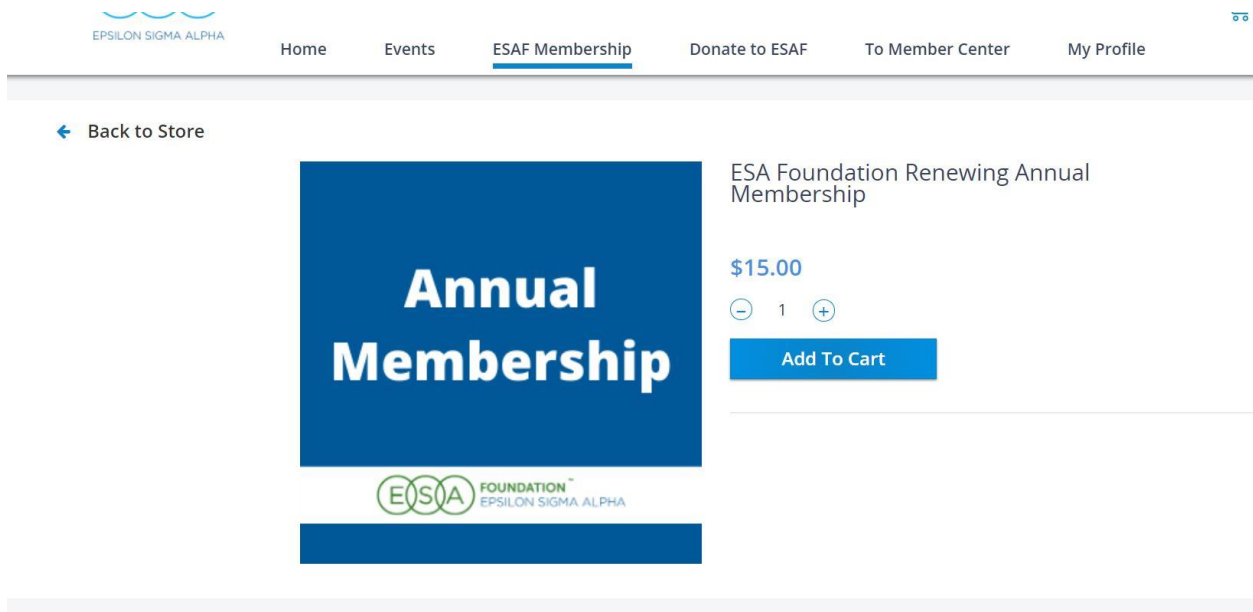 EPSILON SIGMA ALPHA
Home Events ESAF Membership Donate to ESAF To Member Center My Profile
Back to Store
Annual
Membership
ESA FOUNDATION™
EPSILON SIGMA ALPHA
ESA Foundation Renewing Annual
Membership
$15.00
− 1 +
Add To Cart